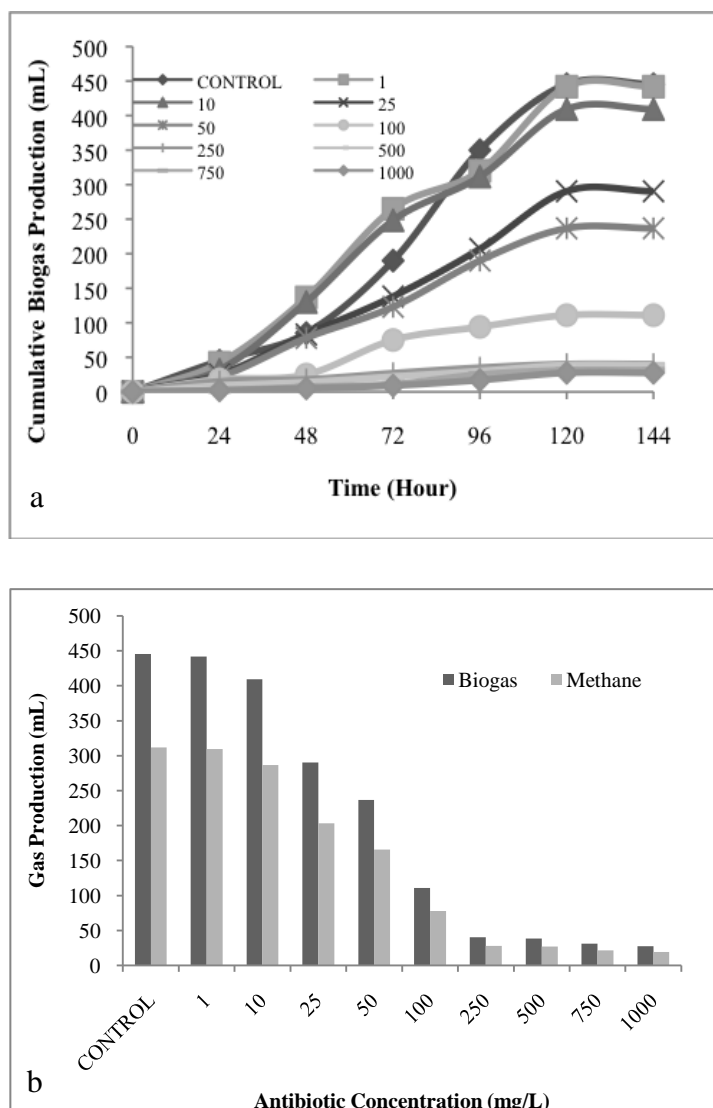 500
450
400
350
300
250
200
150
100
50
0
Cumulative Biogas Production (mL)
CONTROL 1
10 25
50 100
250 500
750 1000
0 24 48 72 96 120 144
Time (Hour)
a
500
450
400
350
300
250
200
150
100
50
0
Gas Production (mL)
Biogas Methane
CONTROL 1 10 25 50 100 250 500 750 1000
Antibiotic Concentration (mg/L)
b